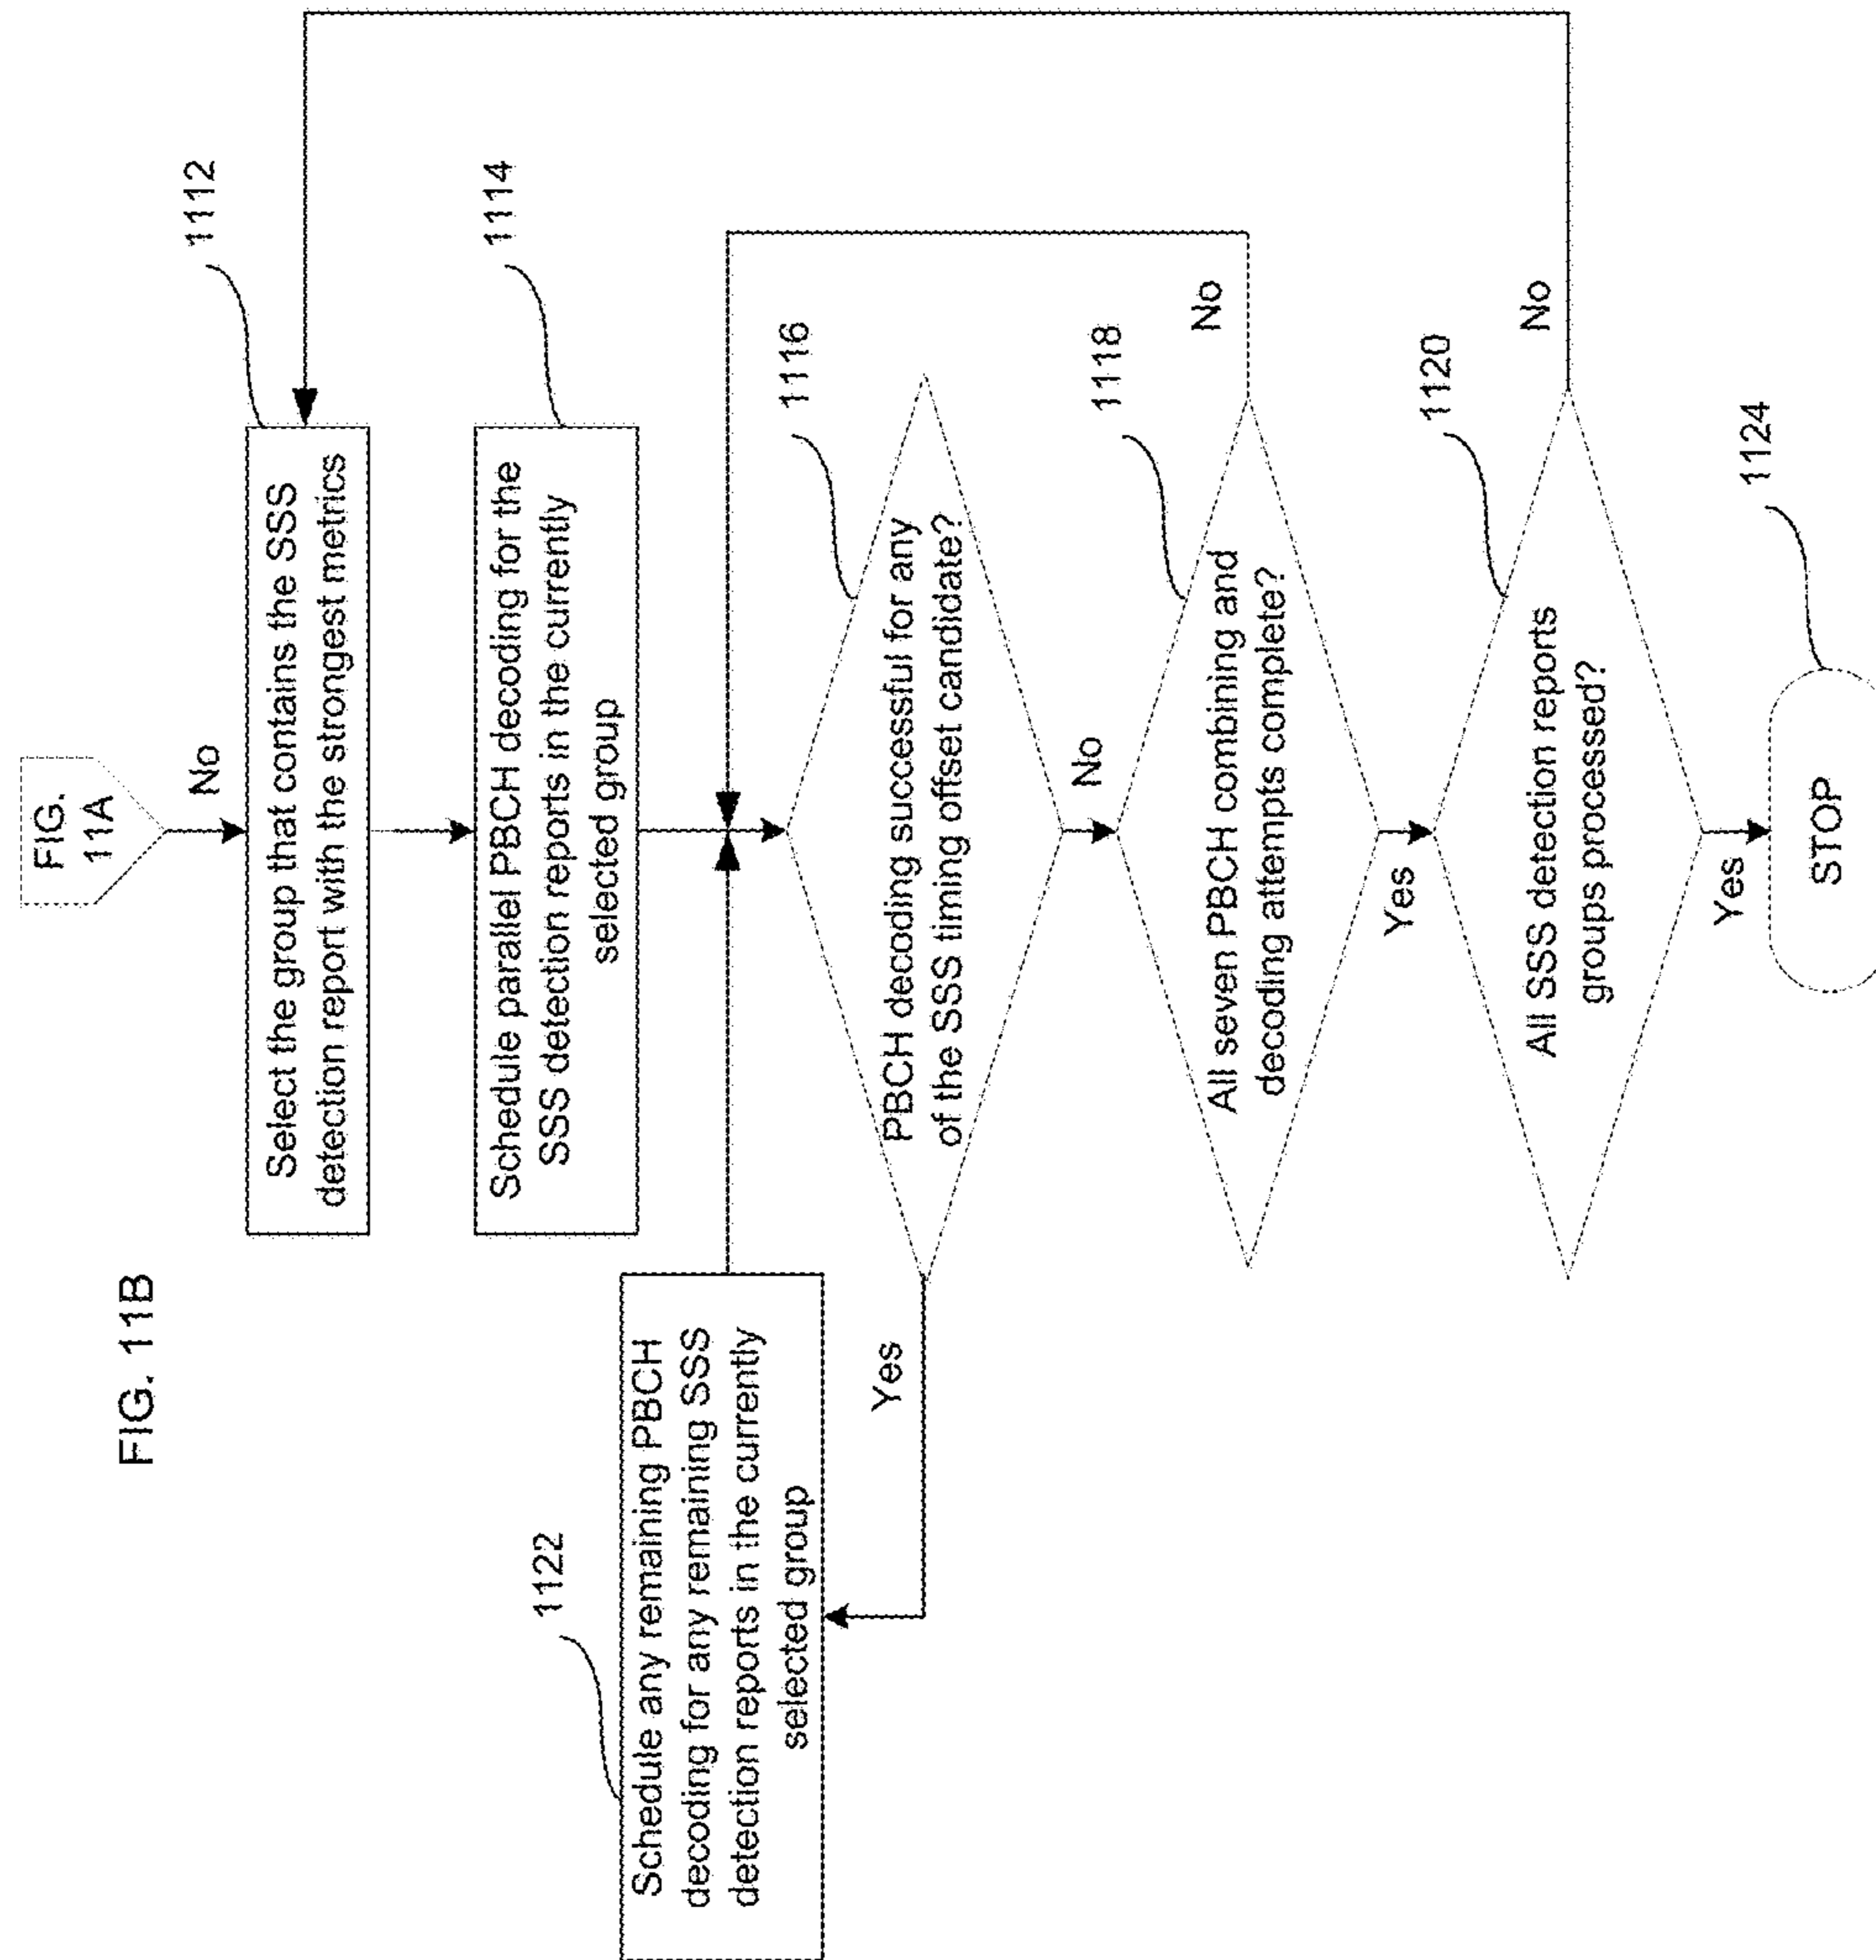 FIG. 11B
FIG.
11A
No
1112
Select the group that contains the SSS
detection report with the strongest metrics
1114
Schedule parallel PBCH decoding for the
SSS detection reports in the currently
selected group
1122
Schedule any remaining PBCH
decoding for any remaining SSS
detection reports in the currently
selected group
1116
PBCH decoding successful for any
of the SSS timing offset candidate?
Yes
No
1118
All seven PBCH combining and
decoding attempts complete?
No
Yes
1120
All SSS detection reports
groups processed?
No
Yes
1124
STOP